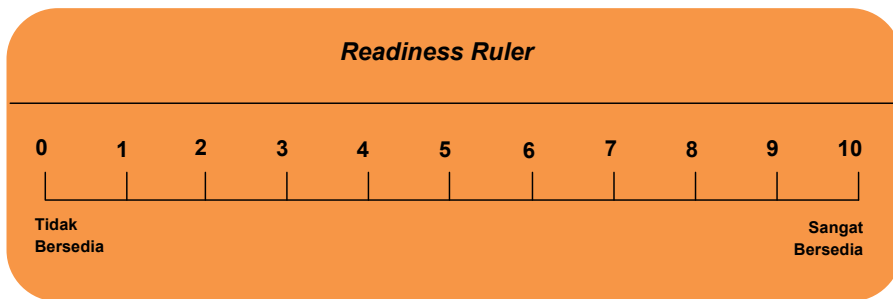 Readiness Ruler
0 1 2 3 4 5 6 7 8 9 10
Tidak
Bersedia
Sangat
Bersedia